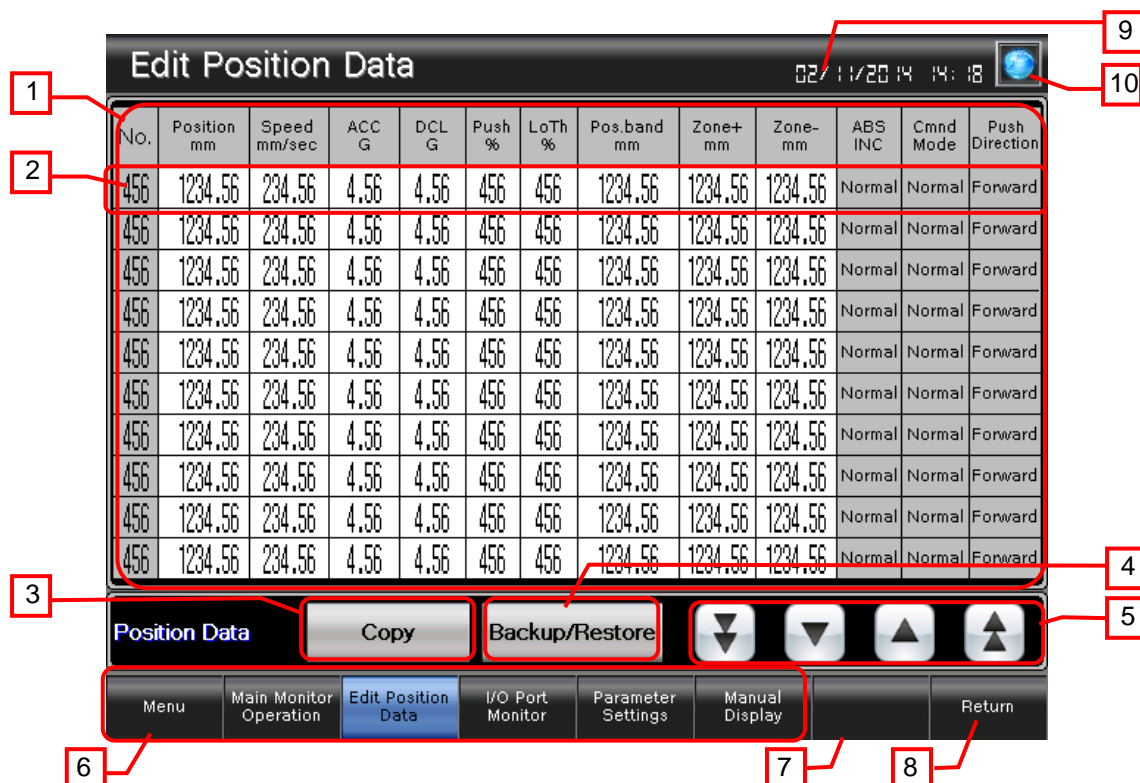 9
Edit Position Data 02/11/2014 14:18
10
1
No. Position mm Speed mm/sec ACC G DCL G Push % LoTh % Pos.band mm Zone+ mm Zone- mm ABS INC Cmnd Mode Push Direction
2
456 1234.56 234.56 4.56 4.56 456 456 1234.56 1234.56 1234.56 Normal Normal Forward
456 1234.56 234.56 4.56 4.56 456 456 1234.56 1234.56 1234.56 Normal Normal Forward
456 1234.56 234.56 4.56 4.56 456 456 1234.56 1234.56 1234.56 Normal Normal Forward
456 1234.56 234.56 4.56 4.56 456 456 1234.56 1234.56 1234.56 Normal Normal Forward
456 1234.56 234.56 4.56 4.56 456 456 1234.56 1234.56 1234.56 Normal Normal Forward
456 1234.56 234.56 4.56 4.56 456 456 1234.56 1234.56 1234.56 Normal Normal Forward
456 1234.56 234.56 4.56 4.56 456 456 1234.56 1234.56 1234.56 Normal Normal Forward
456 1234.56 234.56 4.56 4.56 456 456 1234.56 1234.56 1234.56 Normal Normal Forward
456 1234.56 234.56 4.56 4.56 456 456 1234.56 1234.56 1234.56 Normal Normal Forward
456 1234.56 234.56 4.56 4.56 456 456 1234.56 1234.56 1234.56 Normal Normal Forward
3
4
Position Data Copy Backup/Restore
5
Menu Main Monitor Operation Edit Position Data I/O Port Monitor Parameter Settings Manual Display Return
6 7 8